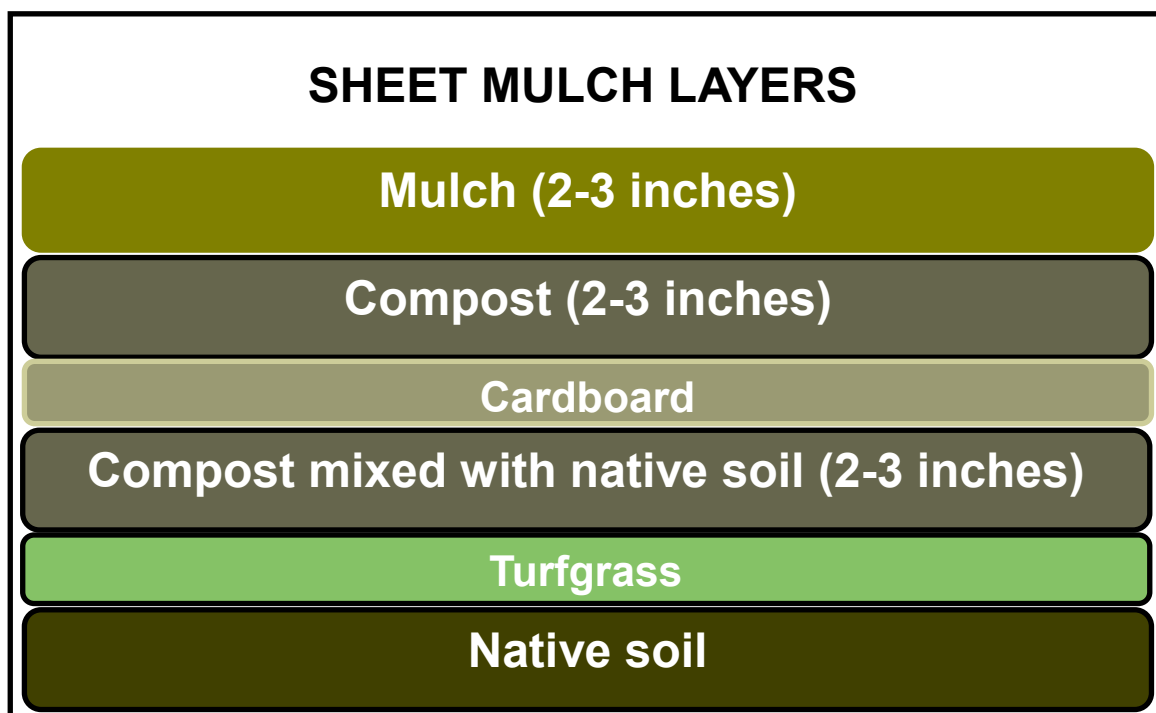 SHEET MULCH LAYERS
Mulch (2-3 inches)
Compost (2-3 inches)
Cardboard
Compost mixed with native soil (2-3 inches)
Turfgrass
Native soil